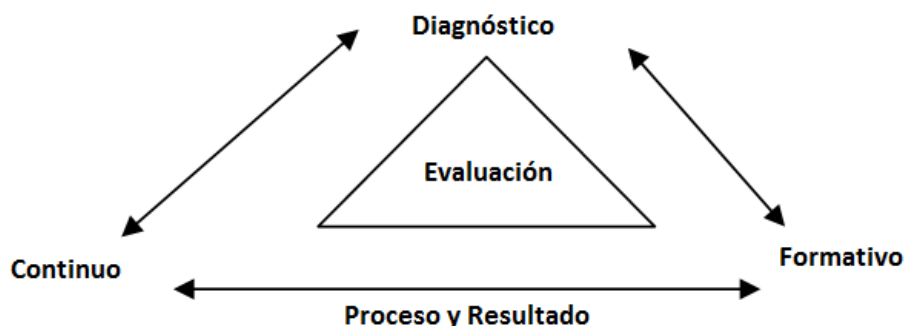 Diagnóstico
Evaluación
Continuo
Formativo
Proceso y Resultado